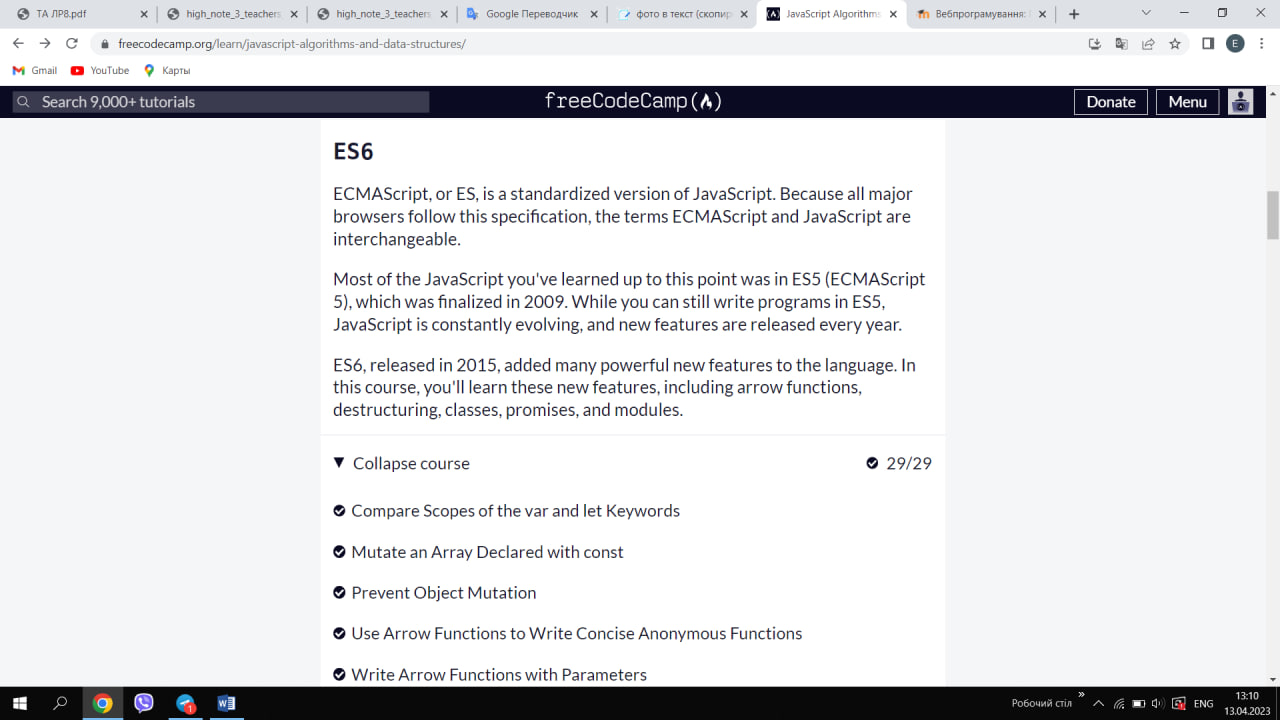 ТА ЛР8.pdf
high_note_3_teachers
high_note_3_teachers
Google Переводчик
фото в текст (скопир
JavaScript Algorithms
Вебпрограмування:
freecodecamp.org/learn/javascript-algorithms-and-data-structures/
E
Gmail
YouTube
Карты
Search 9,000+ tutorials
freeCodeCamp
Donate
Menu
ES6
ECMAScript, or ES, is a standardized version of JavaScript. Because all major
browsers follow this specification, the terms ECMAScript and JavaScript are
interchangeable.
Most of the JavaScript you've learned up to this point was in ES5 (ECMAScript
5), which was finalized in 2009. While you can still write programs in ES5,
JavaScript is constantly evolving, and new features are released every year.
ES6, released in 2015, added many powerful new features to the language. In
this course, you'll learn these new features, including arrow functions,
destructuring, classes, promises, and modules.
Collapse course 29/29
Compare Scopes of the var and let Keywords
Mutate an Array Declared with const
Prevent Object Mutation
Use Arrow Functions to Write Concise Anonymous Functions
Write Arrow Functions with Parameters
1
Робочий стіл
ENG
13:10
13.04.2023